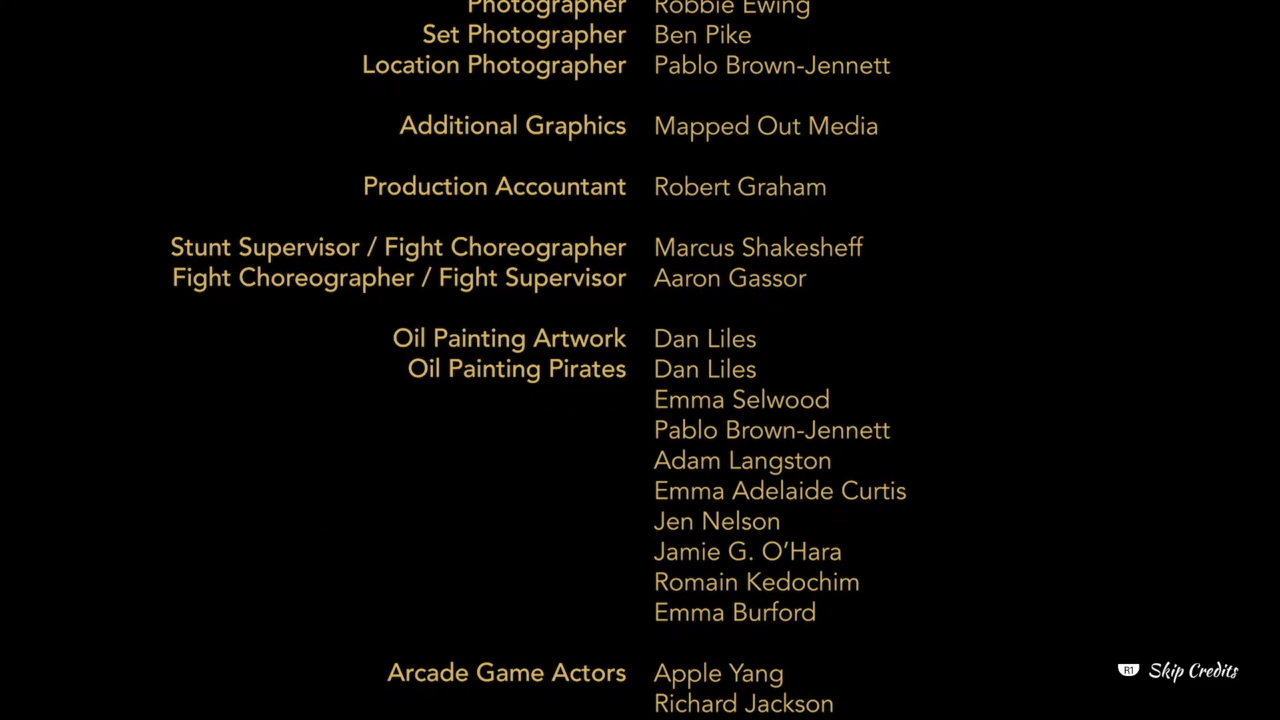 Photographer Robbie Ewing
Set Photographer Ben Pike
Location Photographer Pablo Brown-Jennett
Additional Graphics Mapped Out Media
Production Accountant Robert Graham
Stunt Supervisor / Fight Choreographer Marcus Shakesheff
Fight Choreographer / Fight Supervisor Aaron Gassor
Oil Painting Artwork Dan Liles
Oil Painting Pirates Dan Liles
Emma Selwood
Pablo Brown-Jennett
Adam Langston
Emma Adelaide Curtis
Jen Nelson
Jamie G. O’Hara
Romain Kedochim
Emma Burford
Arcade Game Actors Apple Yang
R1 Skip Credits
Richard Jackson